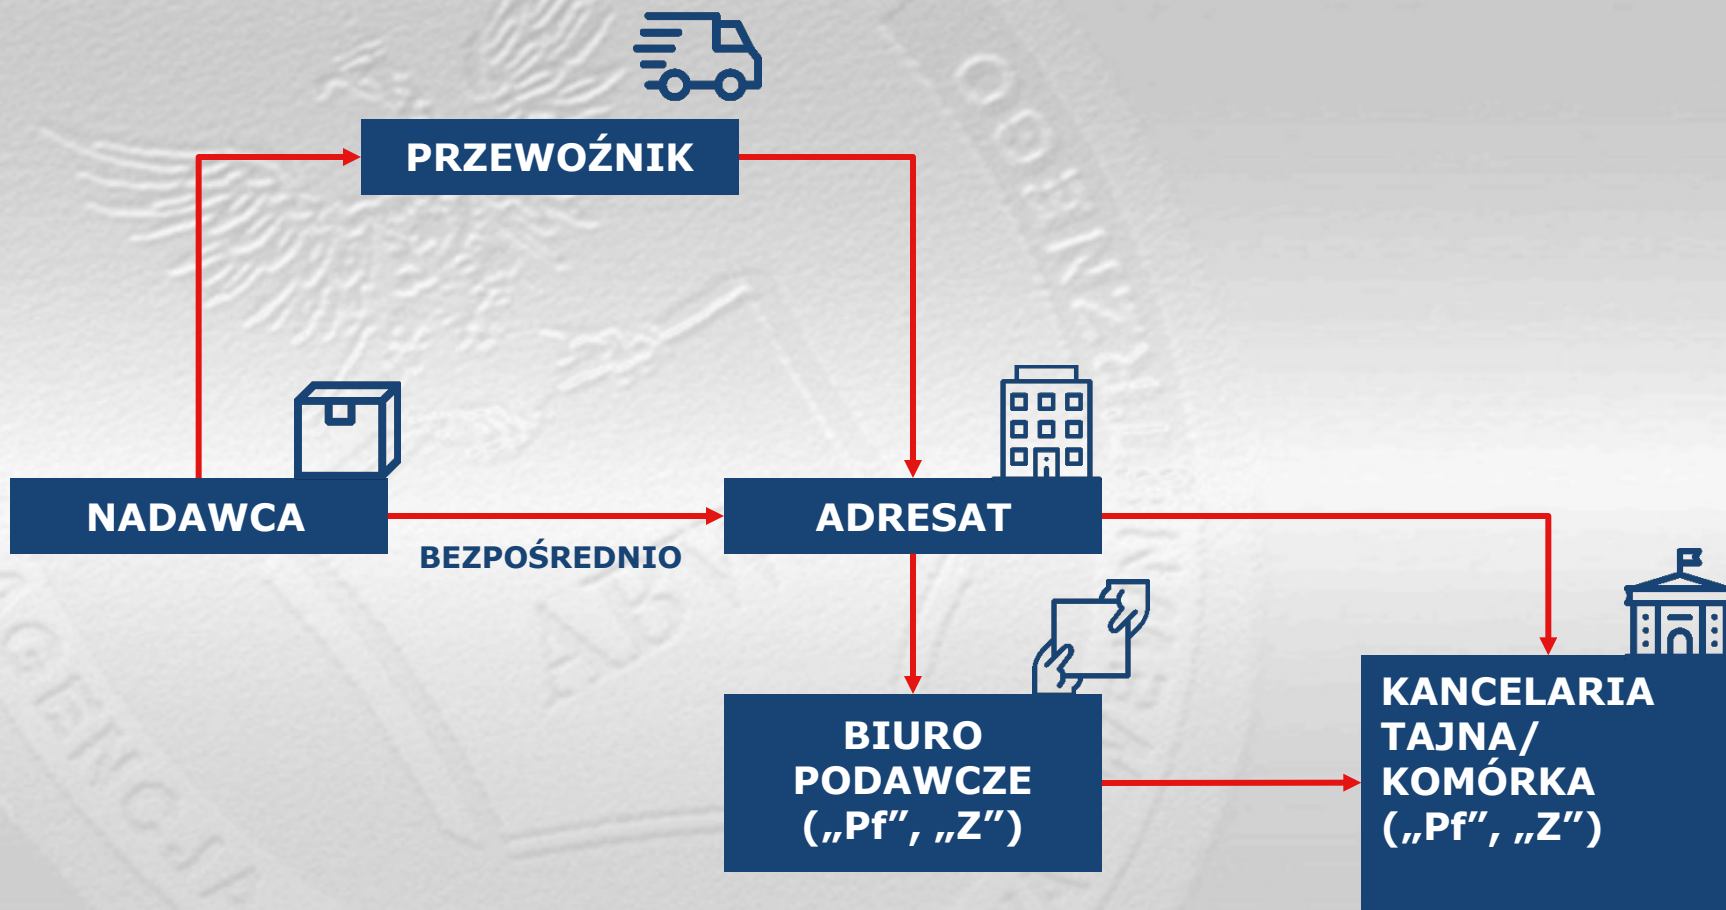 PRZEWOŹNIK
NADAWCA
BEZPOŚREDNIO
ADRESAT
BIURO
PODAWCZE
(„Pf”, „Z”)
KANCELARIA
TAJNA/
KOMÓRKA
(„Pf”, „Z”)